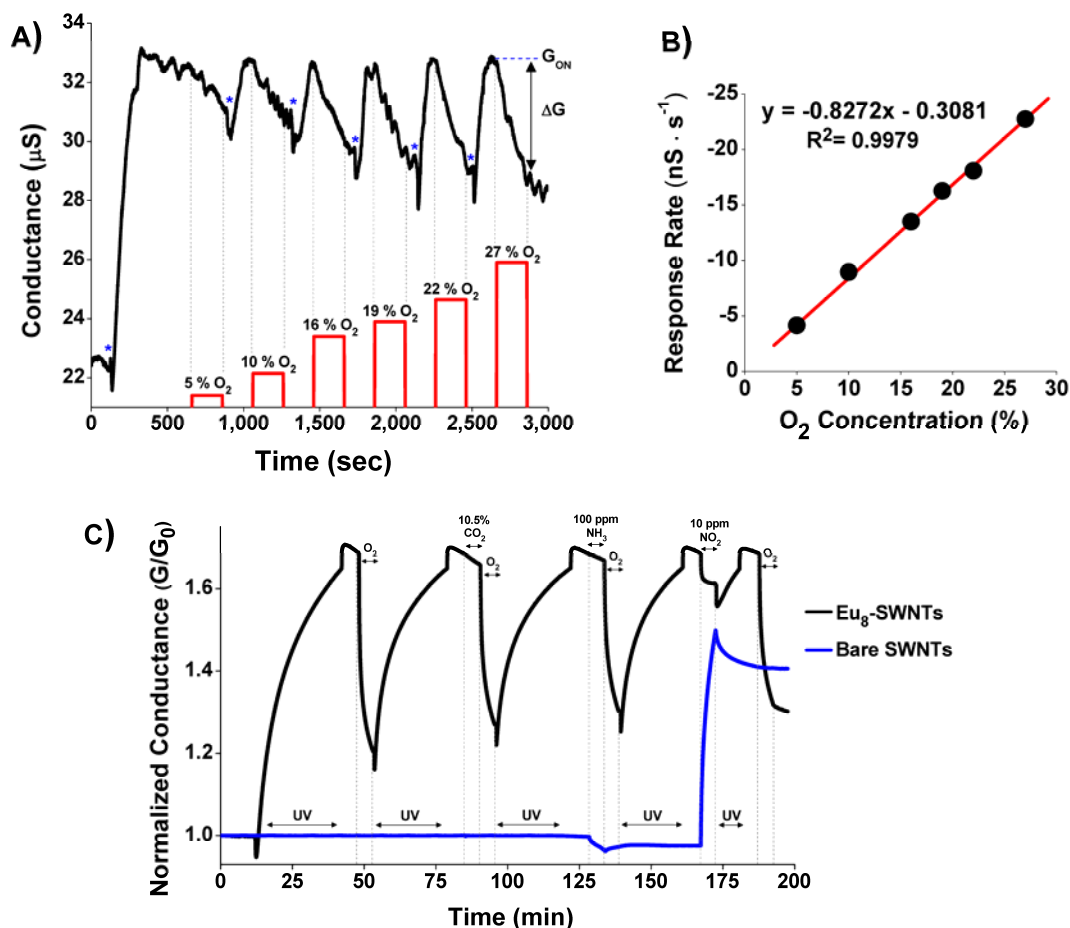 A)
34
32
30
28
26
24
22
Conductance (μS)
G_ON
ΔG
*
*
*
*
*
*
5 % O₂
10 % O₂
16 % O₂
19 % O₂
22 % O₂
27 % O₂
0
500
1,000
1,500
2,000
2,500
3,000
Time (sec)
B)
-25
-20
-15
-10
-5
0
Response Rate (nS · s⁻¹)
y = -0.8272x - 0.3081
R²= 0.9979
0
5
10
15
20
25
30
O₂ Concentration (%)
C)
1.6
1.4
1.2
1.0
Normalized Conductance (G/G₀)
O₂
10.5%
CO₂
O₂
100 ppm
NH₃
O₂
10 ppm
NO₂
O₂
UV
UV
UV
UV
UV
Eu₈-SWNTs
Bare SWNTs
0
25
50
75
100
125
150
175
200
Time (min)